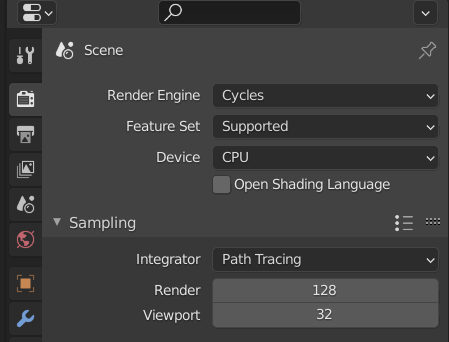 Scene
Render Engine Cycles
Feature Set Supported
Device CPU
Open Shading Language
Sampling
Integrator Path Tracing
Render 128
Viewport 32